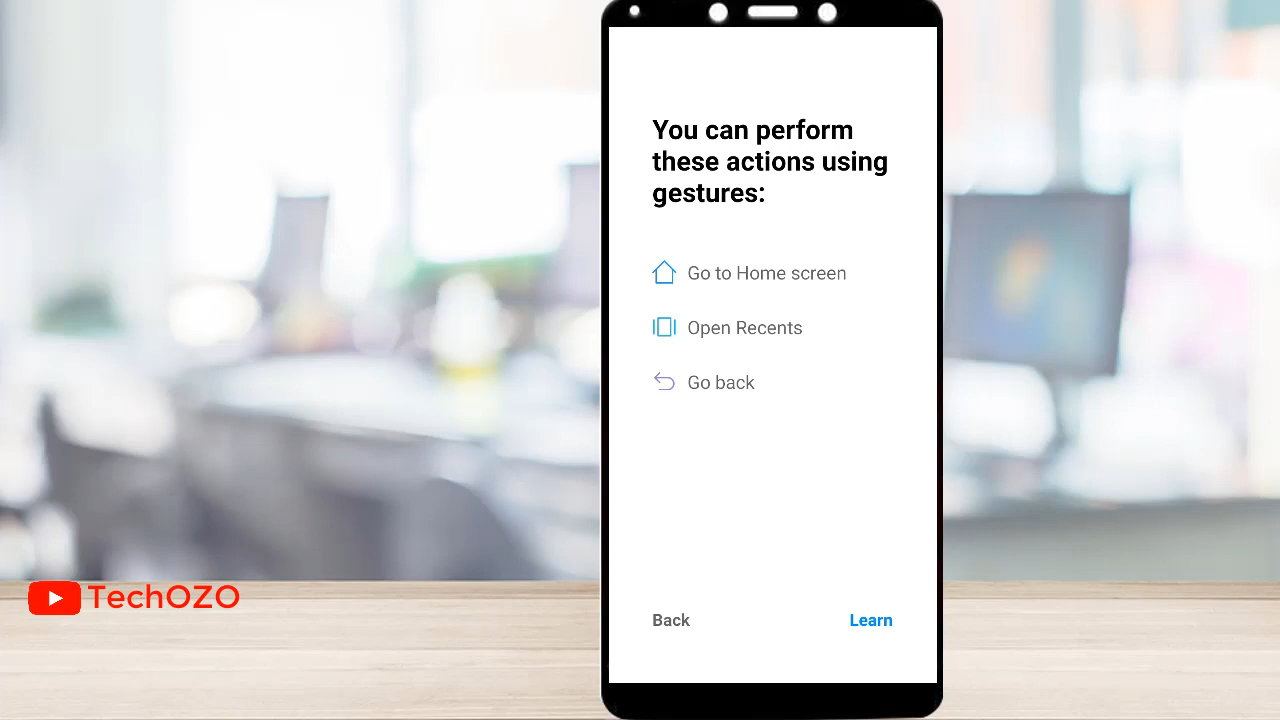 You can perform
these actions using
gestures:
Go to Home screen
Open Recents
Go back
Back
Learn
TechOZO